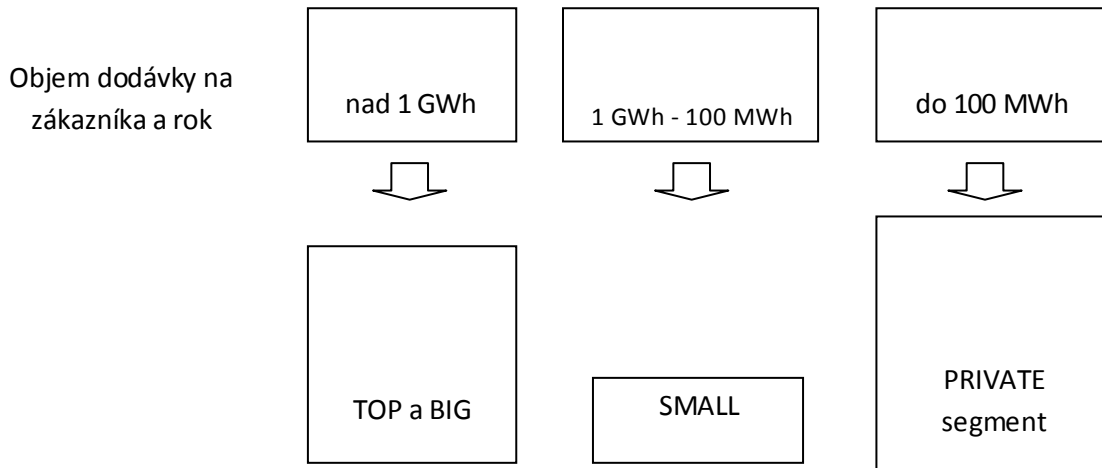 Objem dodávky na
zákazníka a rok
nad 1 GWh
1 GWh - 100 MWh
do 100 MWh
TOP a BIG
SMALL
PRIVATE
segment